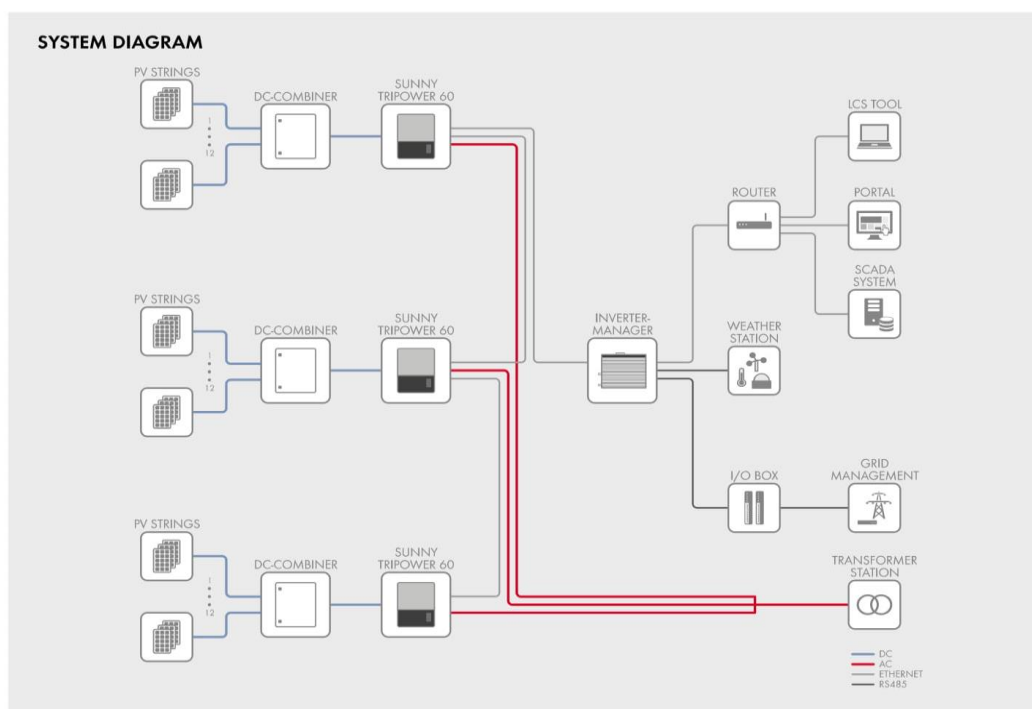 SYSTEM DIAGRAM
PV STRINGS
1
12
DC-COMBINER
SUNNY
TRIPOWER 60
LCS TOOL
ROUTER
PORTAL
SCADA
SYSTEM
PV STRINGS
1
12
DC-COMBINER
SUNNY
TRIPOWER 60
INVERTER-
MANAGER
WEATHER
STATION
I/O BOX
GRID
MANAGEMENT
PV STRINGS
1
12
DC-COMBINER
SUNNY
TRIPOWER 60
TRANSFORMER
STATION
DC
AC
ETHERNET
RS485